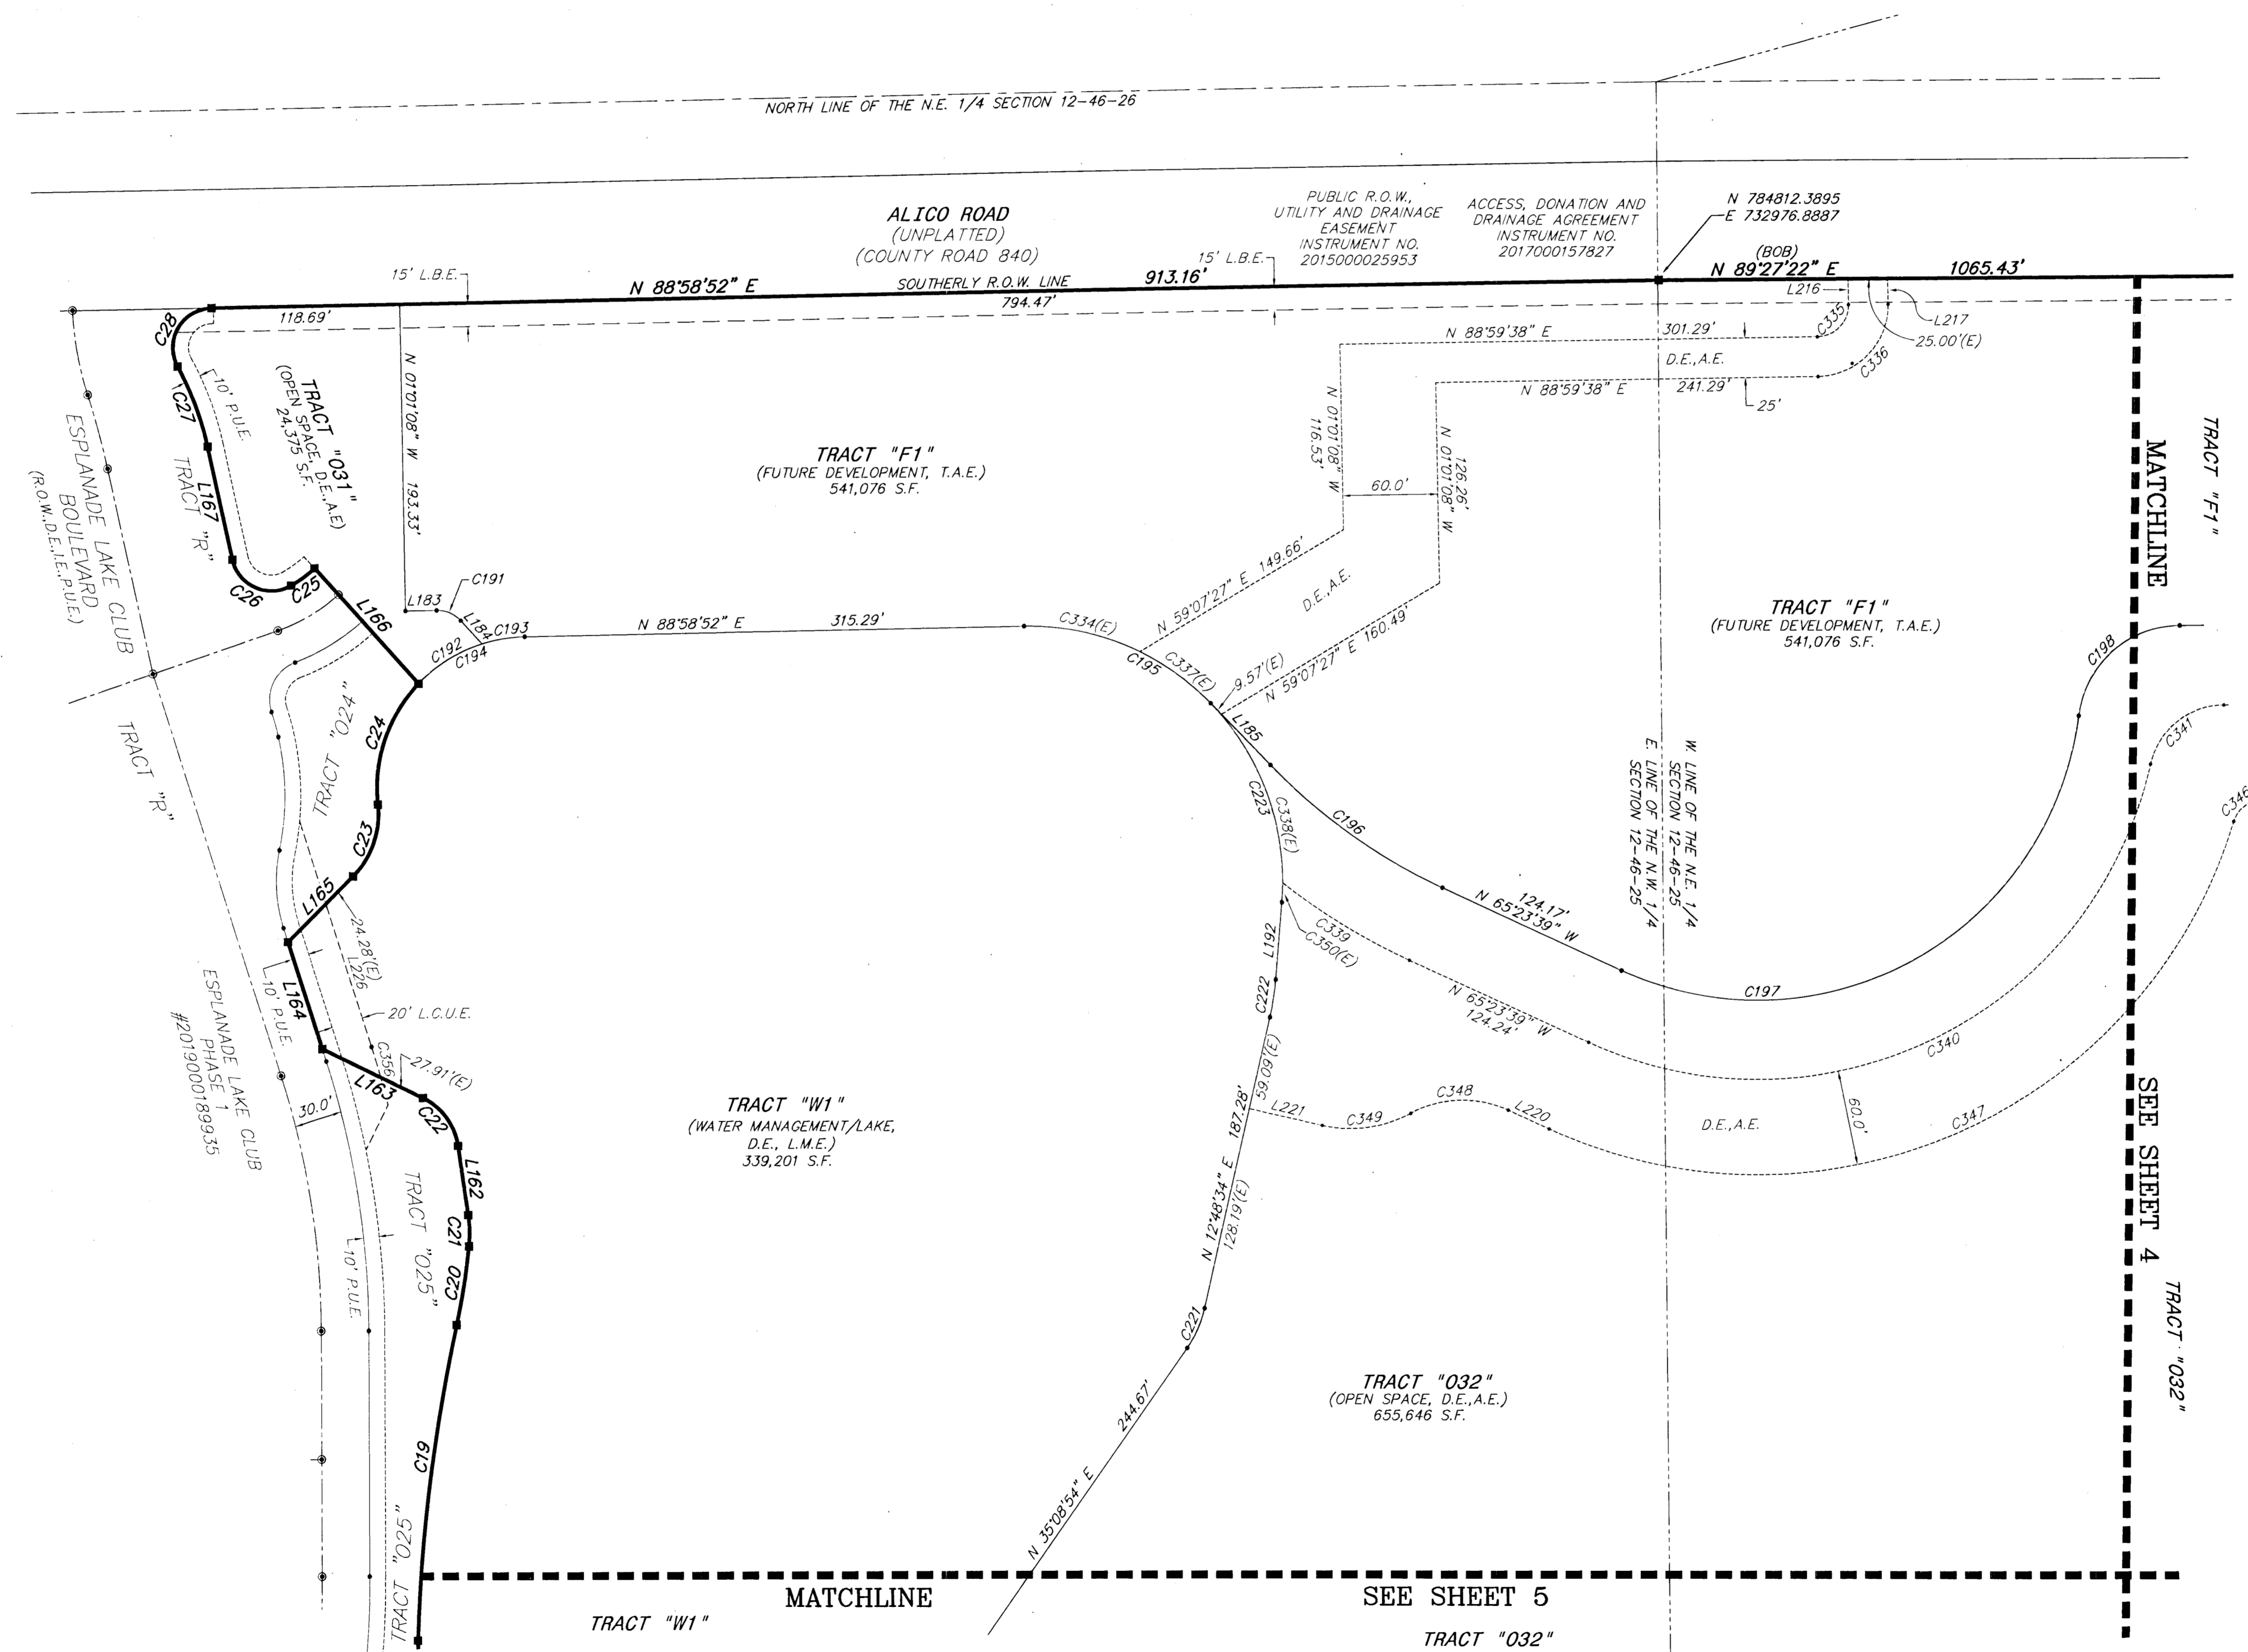 NORTH LINE OF THE N.E. 1/4 SECTION 12-46-26
ALICO ROAD
(UNPLATTED)
(COUNTY ROAD 840)
SOUTHERLY R.O.W. LINE
PUBLIC R.O.W.,
UTILITY AND DRAINAGE
EASEMENT
INSTRUMENT NO.
2015000025953
ACCESS, DONATION AND
DRAINAGE AGREEMENT
INSTRUMENT NO.
2017000157827
N 784812.3895
E 732976.8887
(BOB)
N 89°27'22" E
1065.43'
15' L.B.E.
N 88°58'52" E
913.16'
15' L.B.E.
118.69'
794.47'
L216
L217
25.00'(E)
C335
C336
N 88°59'38" E
301.29'
D.E.,A.E.
N 88°59'38" E
241.29'
25'
C28
C27
10' P.U.E.
TRACT "031"
(OPEN SPACE, D.E.,A.E)
24,375 S.F.
N 01°01'08" W 193.33'
L167
TRACT "R"
C26
C25
L166
ESPLANADE LAKE CLUB
BOULEVARD
(R.O.W.,D.E.,I.E.,P.U.E.)
TRACT "F1"
(FUTURE DEVELOPMENT, T.A.E.)
541,076 S.F.
N 01°01'08" W
116.53'
60.0'
126.26'
N 01°01'08" W
N 59°07'27" E 149.66'
D.E.,A.E.
N 59°07'27" E 160.49'
9.57'(E)
L183
C191
L184
C192
C193
C194
N 88°58'52" E
315.29'
C334(E)
C195
C337(E)
L185
TRACT "F1"
(FUTURE DEVELOPMENT, T.A.E.)
541,076 S.F.
C198
MATCHLINE
TRACT "F1"
C341
C346
TRACT "024"
C24
C23
L165
24.28'(E)
L226
TRACT "R"
C223
C338(E)
C196
124.17'
N 65°23'39" W
W. LINE OF THE N.E. 1/4
SECTION 12-46-25
E. LINE OF THE N.W. 1/4
SECTION 12-46-25
C197
C339
C350(E)
L192
C222
N 65°23'39" W
124.24'
C340
L164
10' P.U.E.
20' L.C.U.E.
C356
27.91'(E)
L163
C22
30.0'
ESPLANADE LAKE CLUB
PHASE 1
#2019000189935
L162
C21
C20
TRACT "025"
10' P.U.E.
TRACT "W1"
(WATER MANAGEMENT/LAKE,
D.E., L.M.E.)
339,201 S.F.
59.09'(E)
N 12°48'34" E 187.28'
128.19'(E)
L221
C349
C348
L220
D.E.,A.E.
60.0'
C347
SEE SHEET 4
TRACT "032"
C221
TRACT "032"
(OPEN SPACE, D.E.,A.E.)
655,646 S.F.
N 35°08'54" E
244.67'
C19
TRACT "025"
MATCHLINE
SEE SHEET 5
TRACT "W1"
TRACT "032"